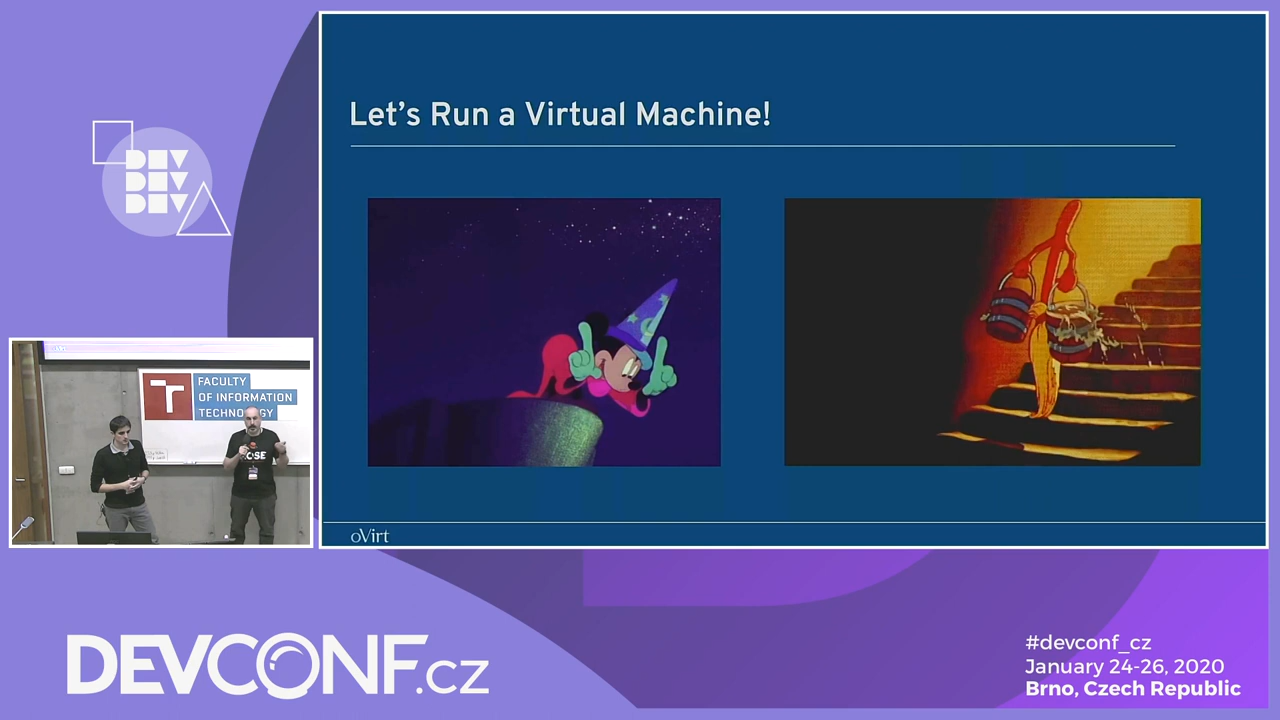 Let's Run a Virtual Machine!
DEV
DEV
DEV
FACULTY
OF INFORMATION
TECHNOLOGY
oVirt
DEVCONF.cz
#devconf_cz
January 24-26, 2020
Brno, Czech Republic